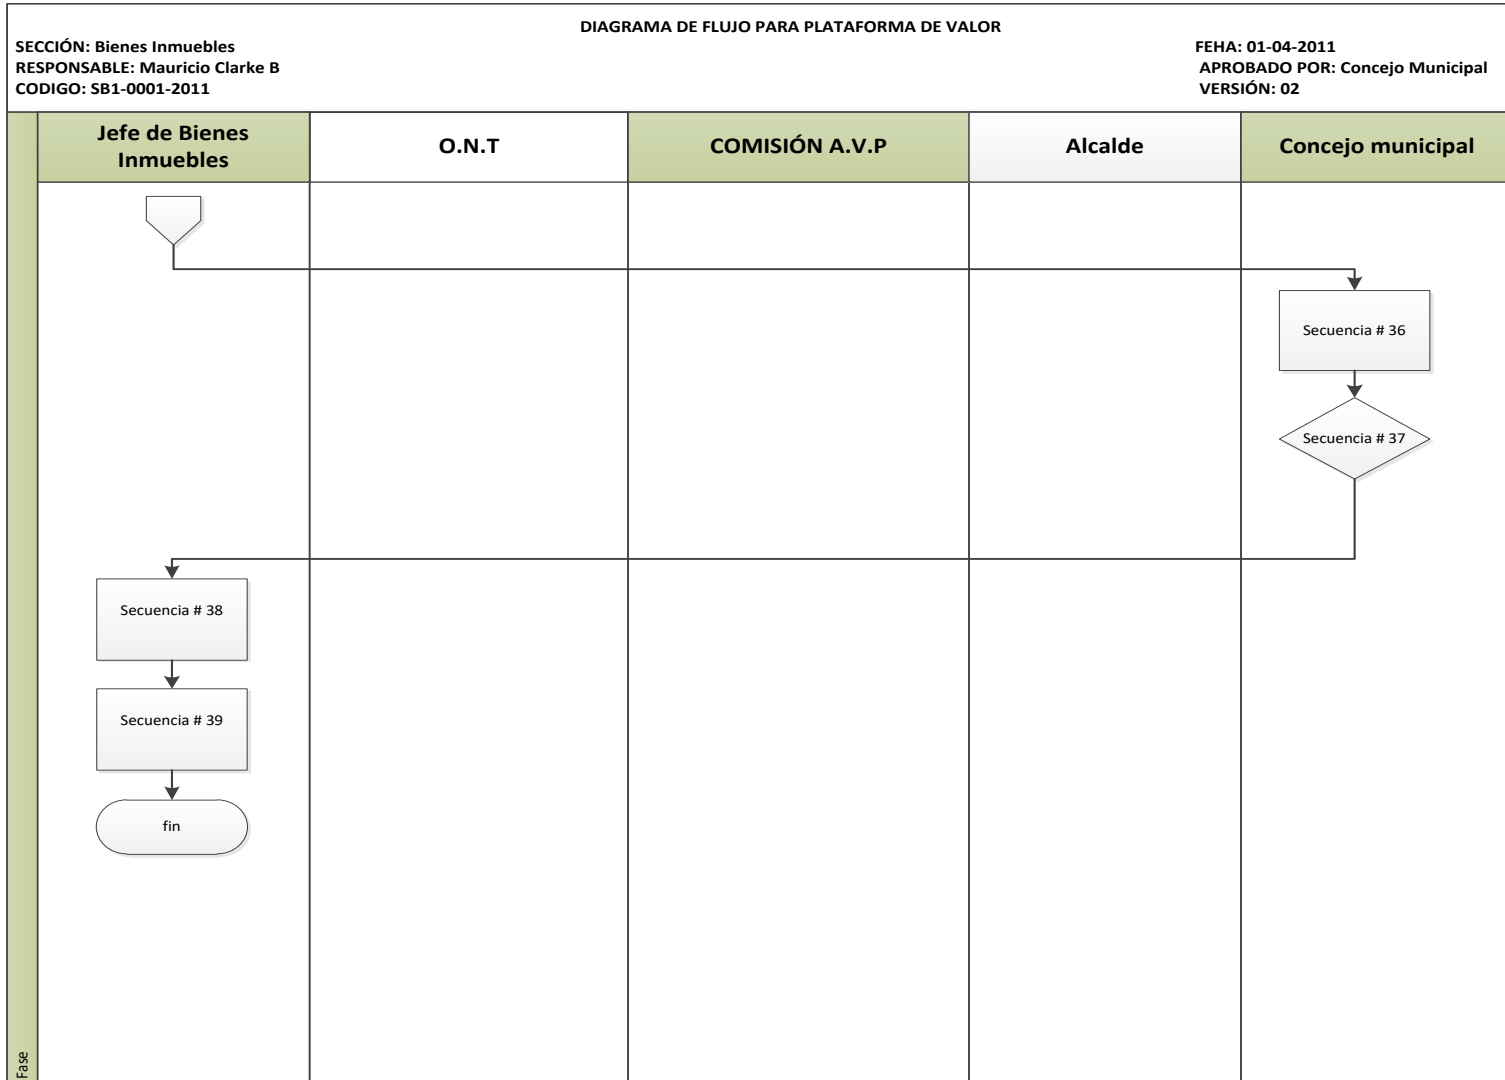 DIAGRAMA DE FLUJO PARA PLATAFORMA DE VALOR
SECCIÓN: Bienes Inmuebles
RESPONSABLE: Mauricio Clarke B
CODIGO: SB1-0001-2011
FEHA: 01-04-2011
APROBADO POR: Concejo Municipal
VERSIÓN: 02
Jefe de Bienes
Inmuebles
O.N.T
COMISIÓN A.V.P
Alcalde
Concejo municipal
Secuencia # 36
Secuencia # 37
Secuencia # 38
Secuencia # 39
fin
Fase